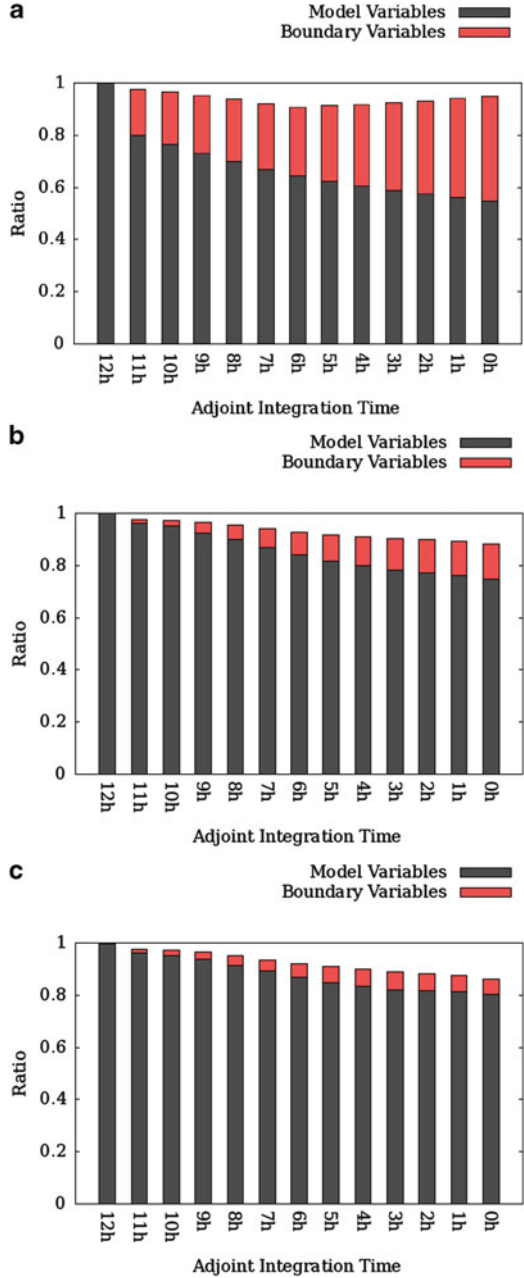 a
Model Variables
Boundary Variables
1
0.8
0.6
0.4
0.2
0
Ratio
12h 11h 10h 9h 8h 7h 6h 5h 4h 3h 2h 1h 0h
Adjoint Integration Time
b
Model Variables
Boundary Variables
1
0.8
0.6
0.4
0.2
0
Ratio
12h 11h 10h 9h 8h 7h 6h 5h 4h 3h 2h 1h 0h
Adjoint Integration Time
c
Model Variables
Boundary Variables
1
0.8
0.6
0.4
0.2
0
Ratio
12h 11h 10h 9h 8h 7h 6h 5h 4h 3h 2h 1h 0h
Adjoint Integration Time